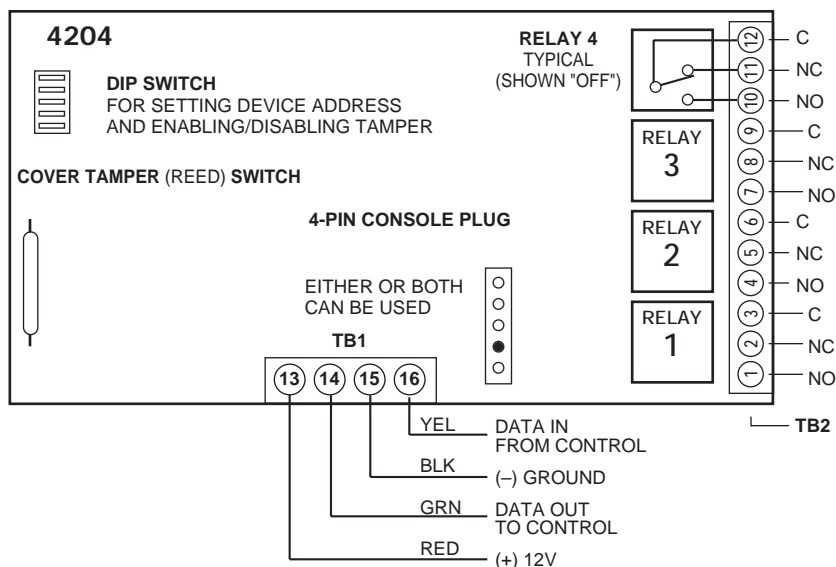 4204
DIP SWITCH
FOR SETTING DEVICE ADDRESS
AND ENABLING/DISABLING TAMPER
COVER TAMPER (REED) SWITCH
4-PIN CONSOLE PLUG
EITHER OR BOTH
CAN BE USED
RELAY 4
TYPICAL
(SHOWN "OFF")
RELAY
3
RELAY
2
RELAY
1
12 C
11 NC
10 NO
9 C
8 NC
7 NO
6 C
5 NC
4 NO
3 C
2 NC
1 NO
TB2
TB1
13 14 15 16
YEL DATA IN
FROM CONTROL
BLK (–) GROUND
GRN DATA OUT
TO CONTROL
RED (+) 12V